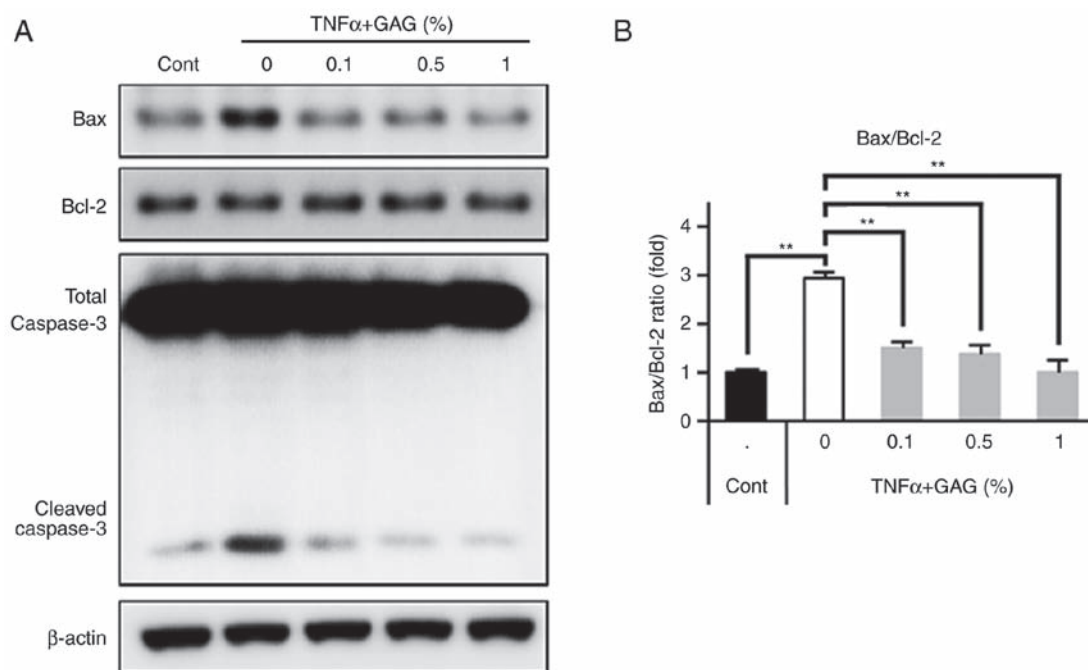 A
TNFα+GAG (%)
Cont 0 0.1 0.5 1
Bax
Bcl-2
Total
Caspase-3
Cleaved
caspase-3
β-actin
B
Bax/Bcl-2
**
**
**
**
Bax/Bcl-2 ratio (fold)
4
3
2
1
0
. 0 0.1 0.5 1
Cont TNFα+GAG (%)